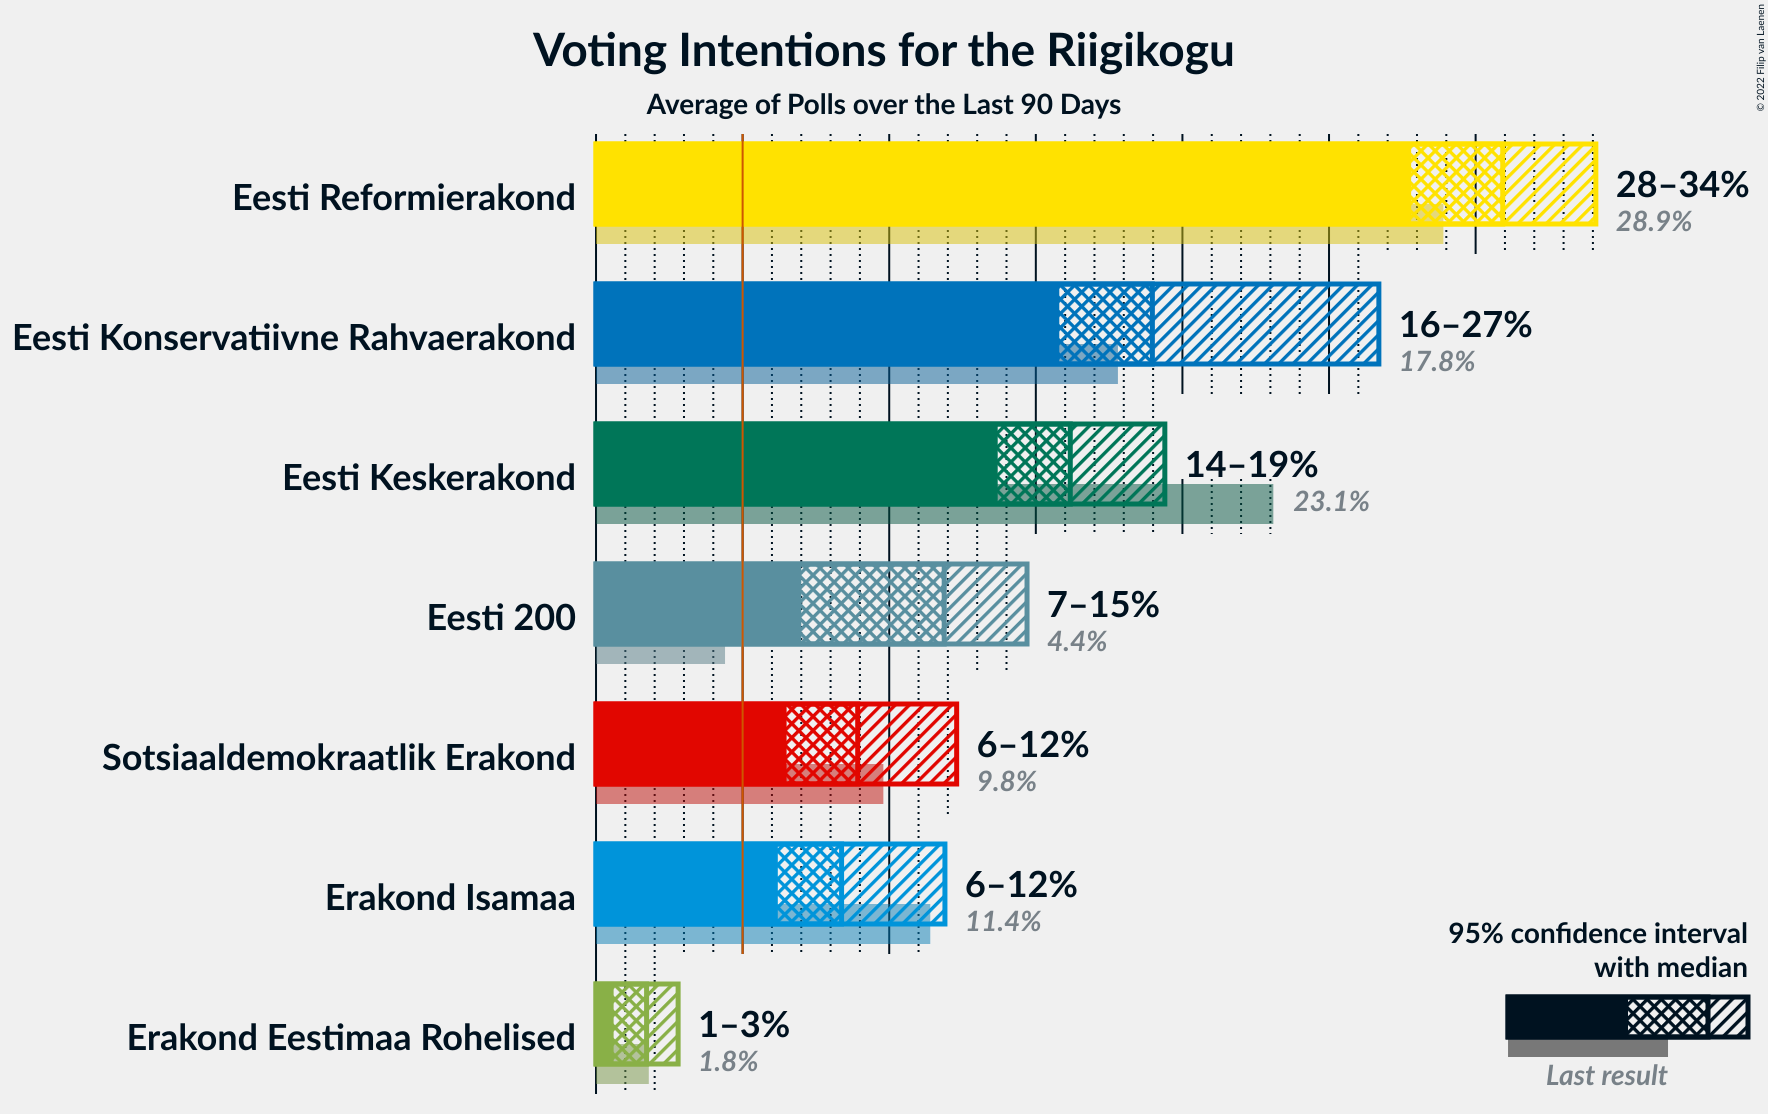 Voting Intentions for the Riigikogu
Average of Polls over the Last 90 Days
© 2022 Filip van Laenen
Eesti Reformierakond
28–34%
28.9%
Eesti Konservatiivne Rahvaerakond
16–27%
17.8%
Eesti Keskerakond
14–19%
23.1%
Eesti 200
7–15%
4.4%
Sotsiaaldemokraatlik Erakond
6–12%
9.8%
Erakond Isamaa
6–12%
11.4%
Erakond Eestimaa Rohelised
1–3%
1.8%
95% confidence interval
with median
Last result